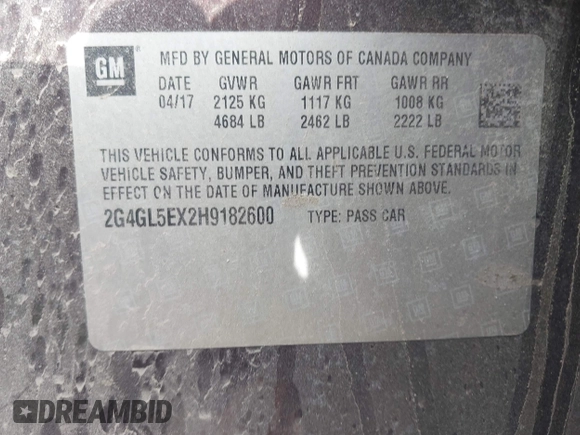 GM
MFD BY GENERAL MOTORS OF CANADA COMPANY
DATE GVWR GAWR FRT GAWR RR
04/17 2125 KG 1117 KG 1008 KG
4684 LB 2462 LB 2222 LB
THIS VEHICLE CONFORMS TO ALL APPLICABLE U.S. FEDERAL MOTOR
VEHICLE SAFETY, BUMPER, AND THEFT PREVENTION STANDARDS IN
EFFECT ON THE DATE OF MANUFACTURE SHOWN ABOVE.
2G4GL5EX2H9182600 TYPE: PASS CAR
DREAMBID